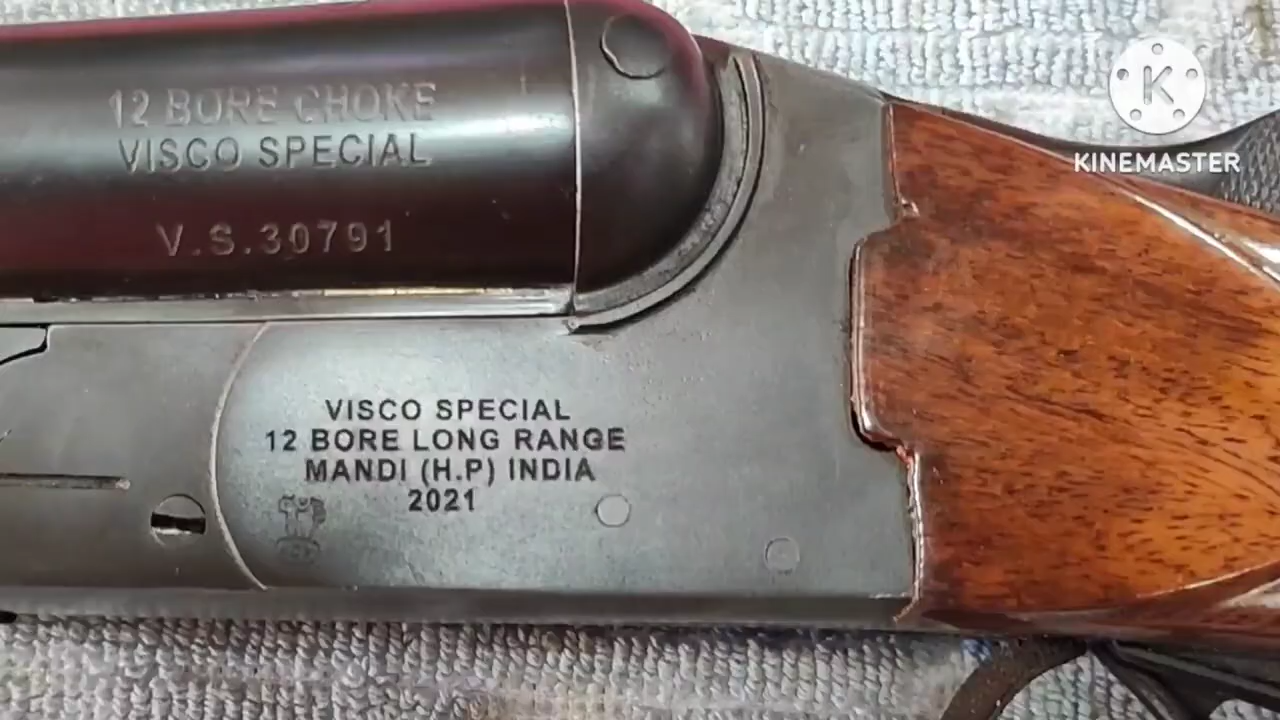 12 BORE CHOKE
VISCO SPECIAL
V.S.30791
VISCO SPECIAL
12 BORE LONG RANGE
MANDI (H.P) INDIA
2021
K
KINEMASTER